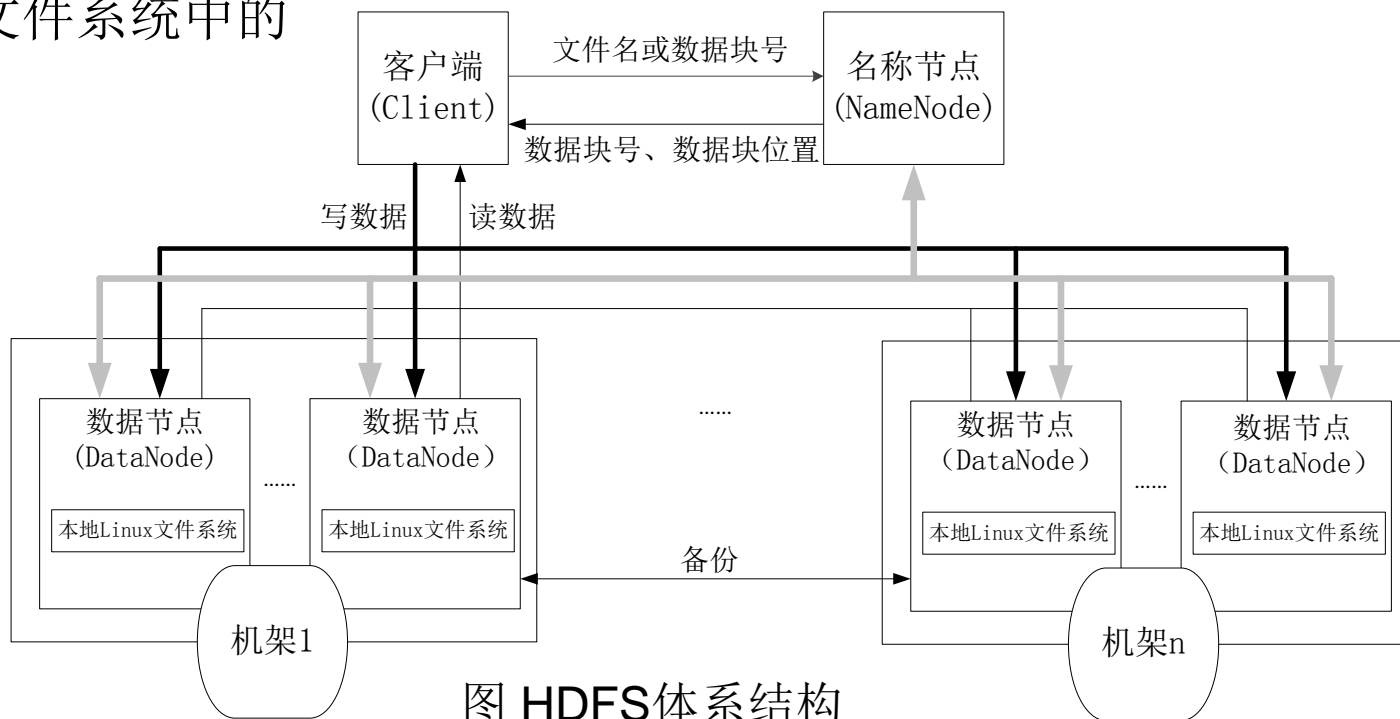 文件系统中的
客户端
(Client)
文件名或数据块号
名称节点
(NameNode)
数据块号、数据块位置
写数据
读数据
数据节点
(DataNode)
……
数据节点
（DataNode）
……
数据节点
（DataNode）
……
数据节点
（DataNode）
本地Linux文件系统
本地Linux文件系统
本地Linux文件系统
本地Linux文件系统
备份
机架1
机架n
图 HDFS体系结构